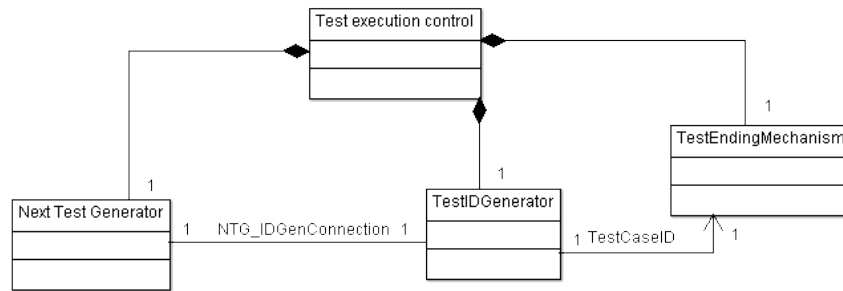 Test execution control
1
TestEndingMechanism
1
1
Next Test Generator
TestIDGenerator
1
NTG_IDGenConnection
1
1
TestCaseID
1